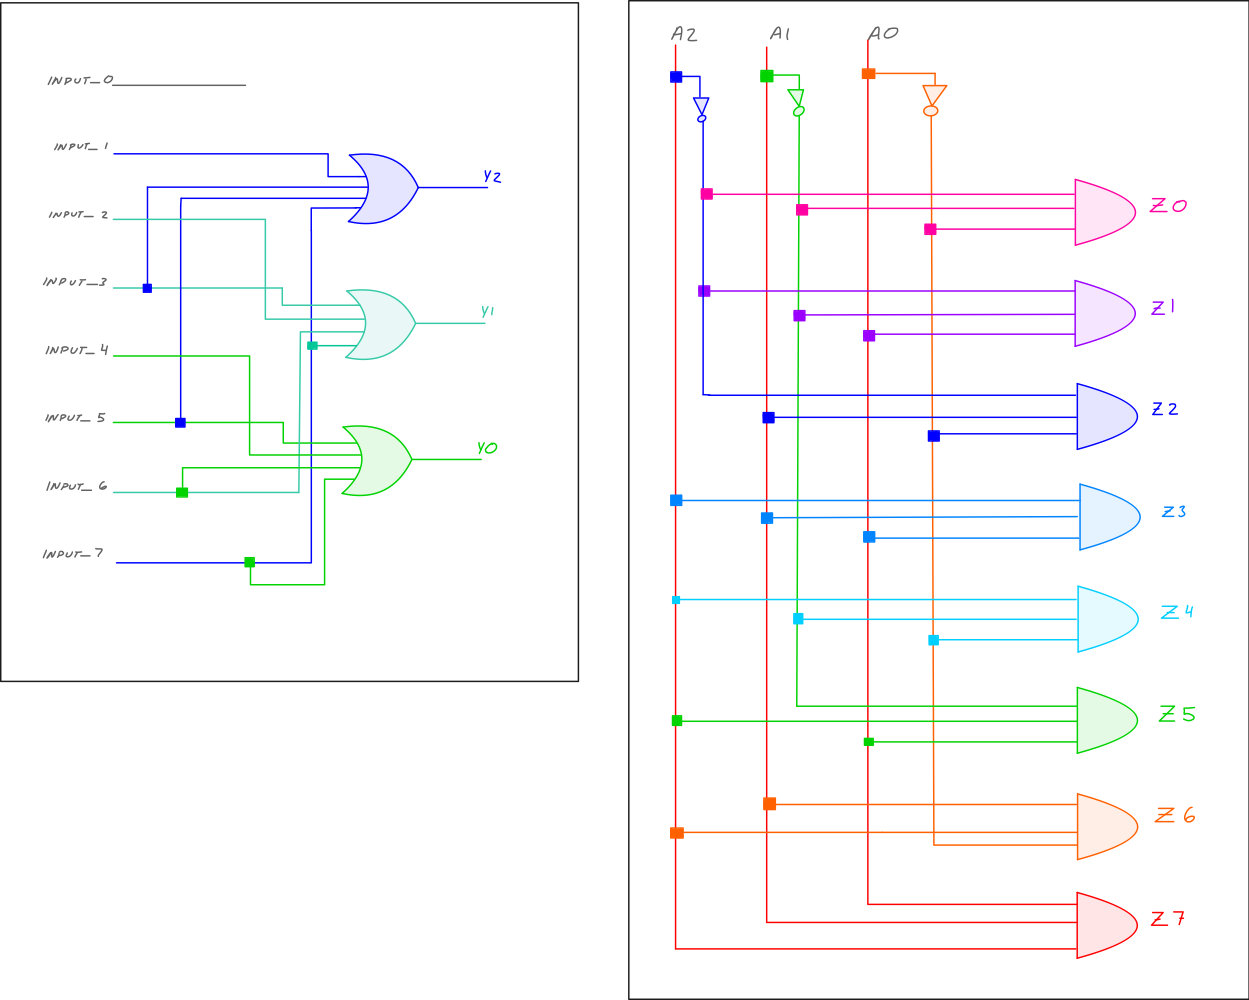 INPUT_0
INPUT_1
INPUT_2
INPUT_3
INPUT_4
INPUT_5
INPUT_6
INPUT_7
Y2
Y1
Y0
A2 A1 A0
Z0
Z1
Z2
Z3
Z4
Z5
Z6
Z7